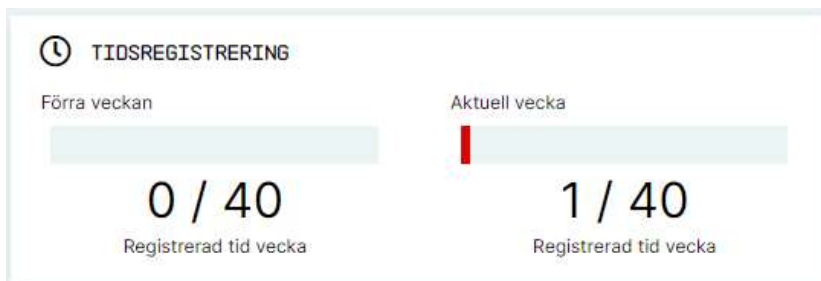 TIDSREGISTRERING
Förra veckan
Aktuell vecka
0 / 40
1 / 40
Registrerad tid vecka
Registrerad tid vecka